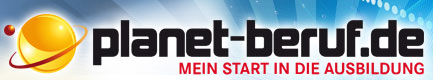 planet-beruf.de
MEIN START IN DIE AUSBILDUNG